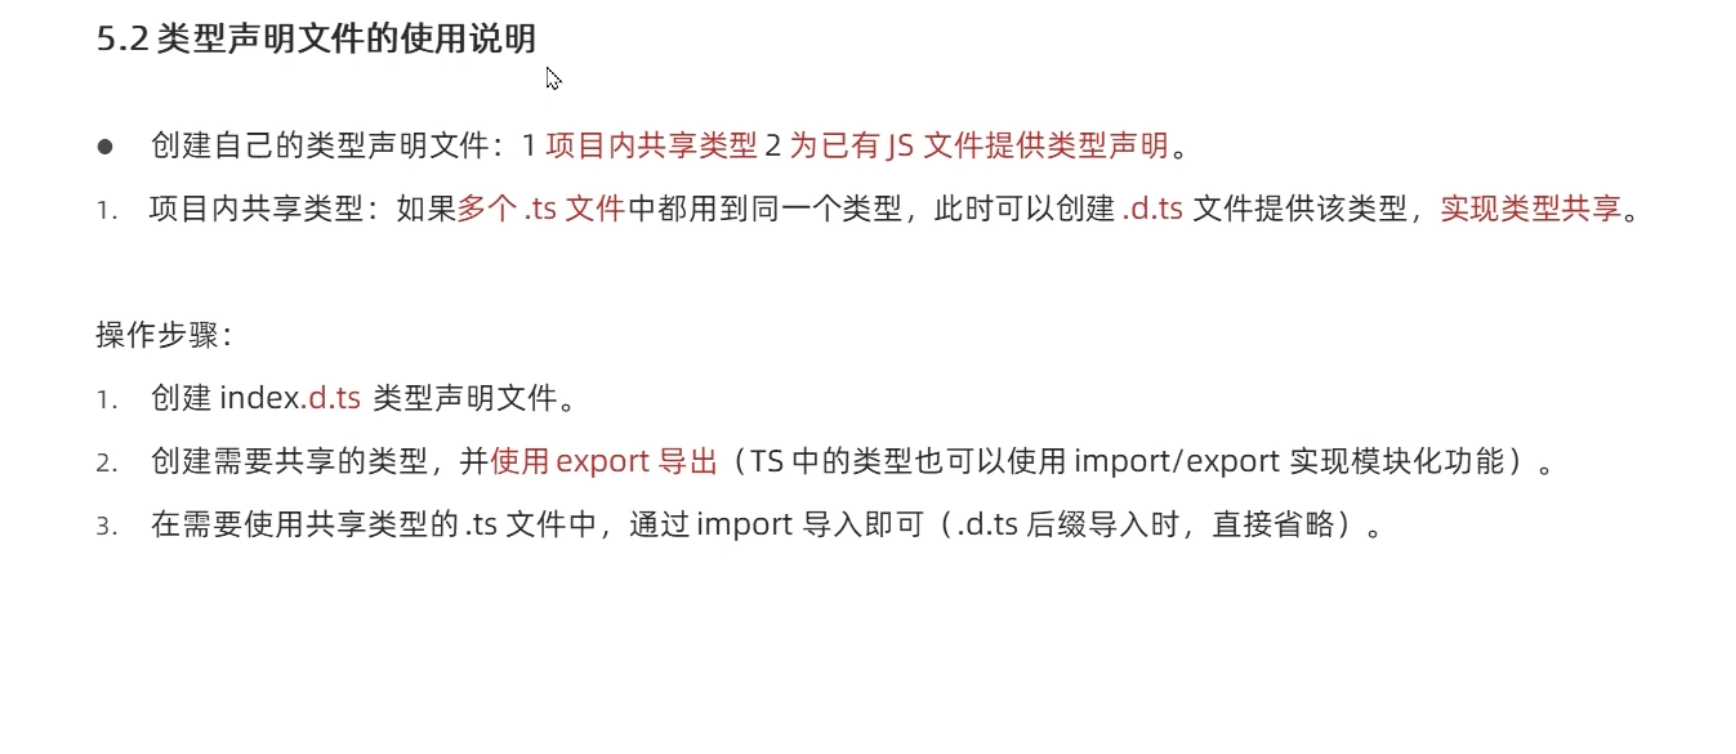 5.2 类型声明文件的使用说明
● 创建自己的类型声明文件：1 项目内共享类型 2 为已有 JS 文件提供类型声明。
1. 项目内共享类型：如果多个 .ts 文件中都用到同一个类型，此时可以创建 .d.ts 文件提供该类型，实现类型共享。
操作步骤：
1. 创建 index.d.ts 类型声明文件。
2. 创建需要共享的类型，并使用 export 导出（TS 中的类型也可以使用 import/export 实现模块化功能）。
3. 在需要使用共享类型的 .ts 文件中，通过 import 导入即可（.d.ts 后缀导入时，直接省略）。